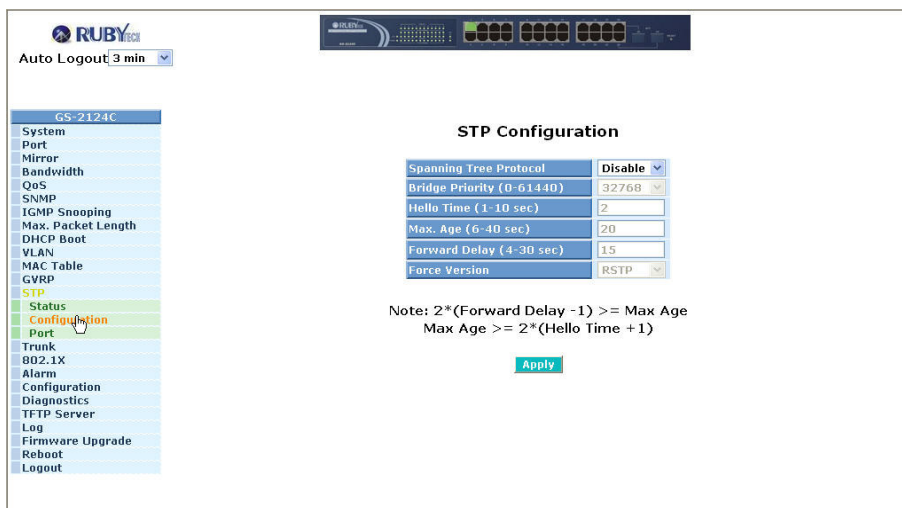 RUBYTECH
Auto Logout 3 min
GS-2124C
System
Port
Mirror
Bandwidth
QoS
SNMP
IGMP Snooping
Max. Packet Length
DHCP Boot
VLAN
MAC Table
GVRP
STP
Status
Configuration
Port
Trunk
802.1X
Alarm
Configuration
Diagnostics
TFTP Server
Log
Firmware Upgrade
Reboot
Logout
STP Configuration
Spanning Tree Protocol Disable
Bridge Priority (0-61440) 32768
Hello Time (1-10 sec) 2
Max. Age (6-40 sec) 20
Forward Delay (4-30 sec) 15
Force Version RSTP
Note: 2*(Forward Delay -1) >= Max Age
Max Age >= 2*(Hello Time +1)
Apply